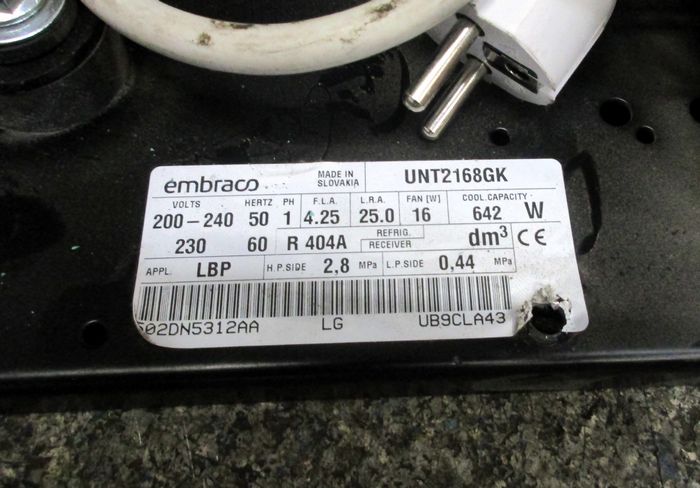 embraco MADE IN SLOVAKIA UNT2168GK
VOLTS HERTZ PH F.L.A. L.R.A. FAN [W] COOL.CAPACITY
200-240 50 1 4.25 25.0 16 642 W
230 60 R 404A REFRIG. RECEIVER dm³ CE
APPL. LBP H.P.SIDE 2,8 MPa L.P.SIDE 0,44 MPa
502DN5312AA LG UB9CLA43